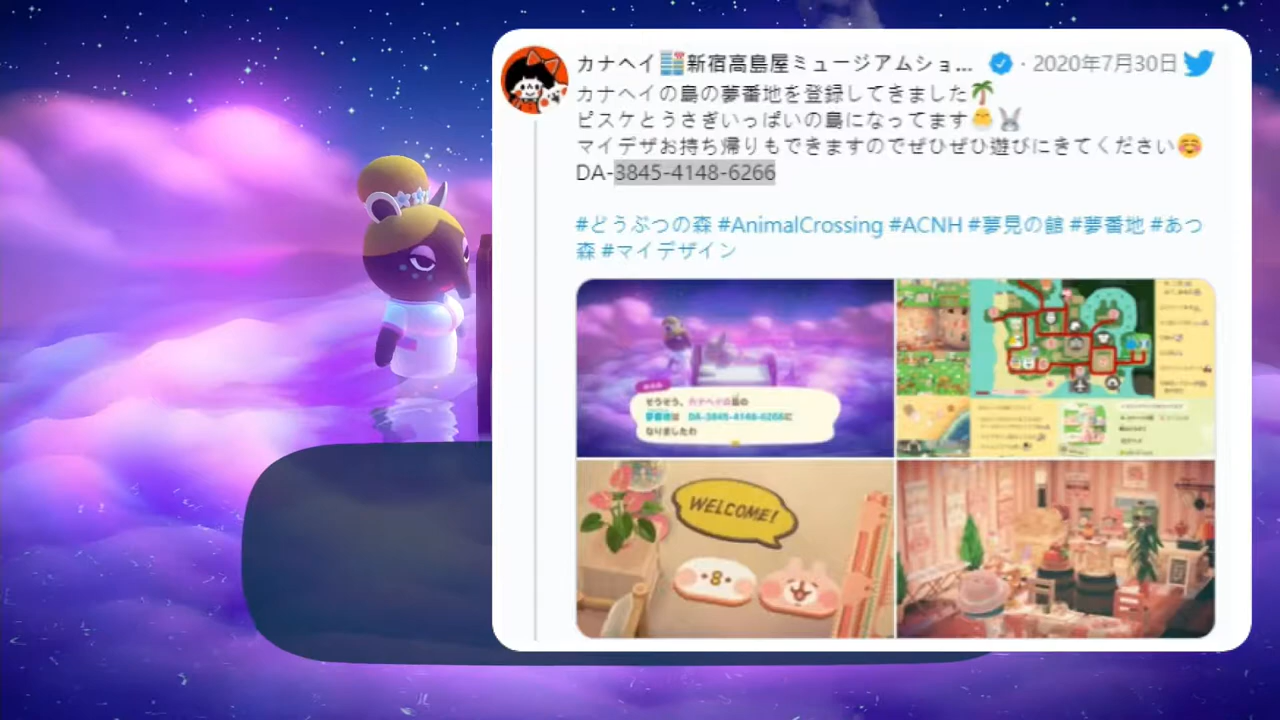 カナヘイ🏪新宿高島屋ミュージアムショ... · 2020年7月30日
カナヘイの島の夢番地を登録してきました🌴
ピスケとうさぎいっぱいの島になってます🐥🐰
マイデザお持ち帰りもできますのでぜひぜひ遊びにきてください☺️
DA-3845-4148-6266
#どうぶつの森 #AnimalCrossing #ACNH #夢見の館 #夢番地 #あつ
森 #マイデザイン
そうそう、カナヘイの島の
夢番地は DA-3845-4148-6266に
なりましたわ
WELCOME!